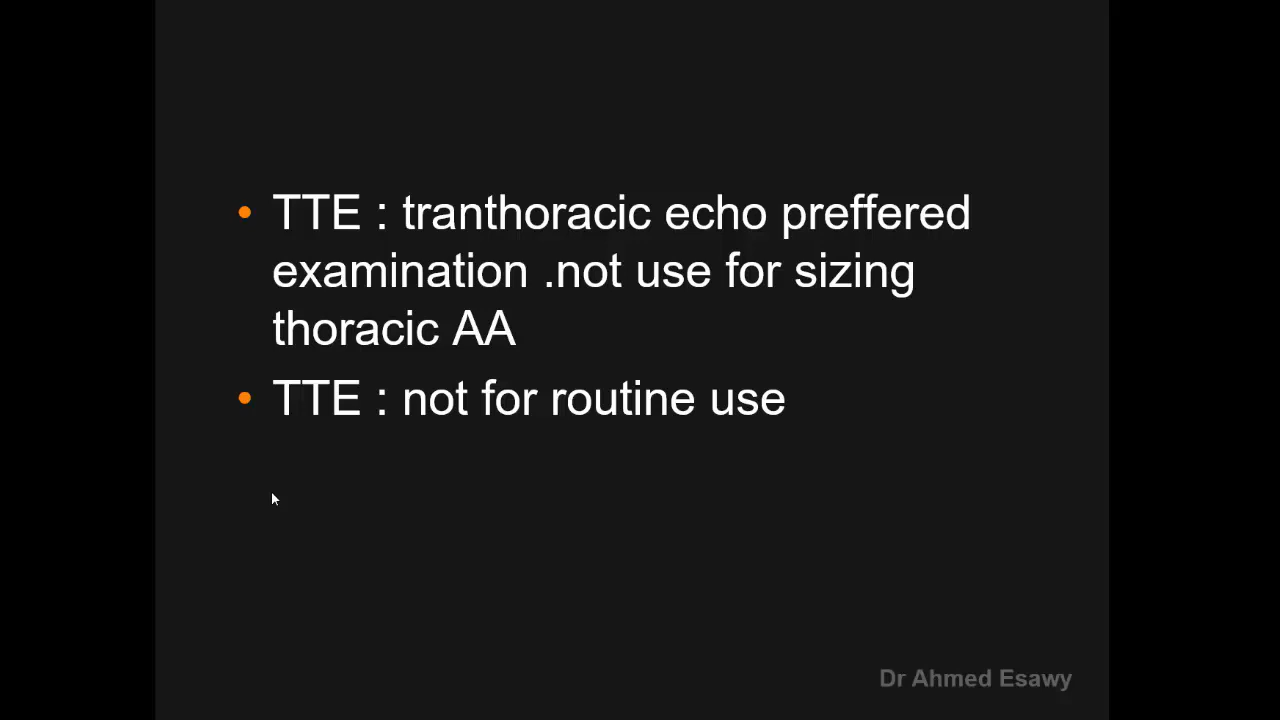 • TTE : tranthoracic echo preffered
examination .not use for sizing
thoracic AA
• TTE : not for routine use
Dr Ahmed Esawy